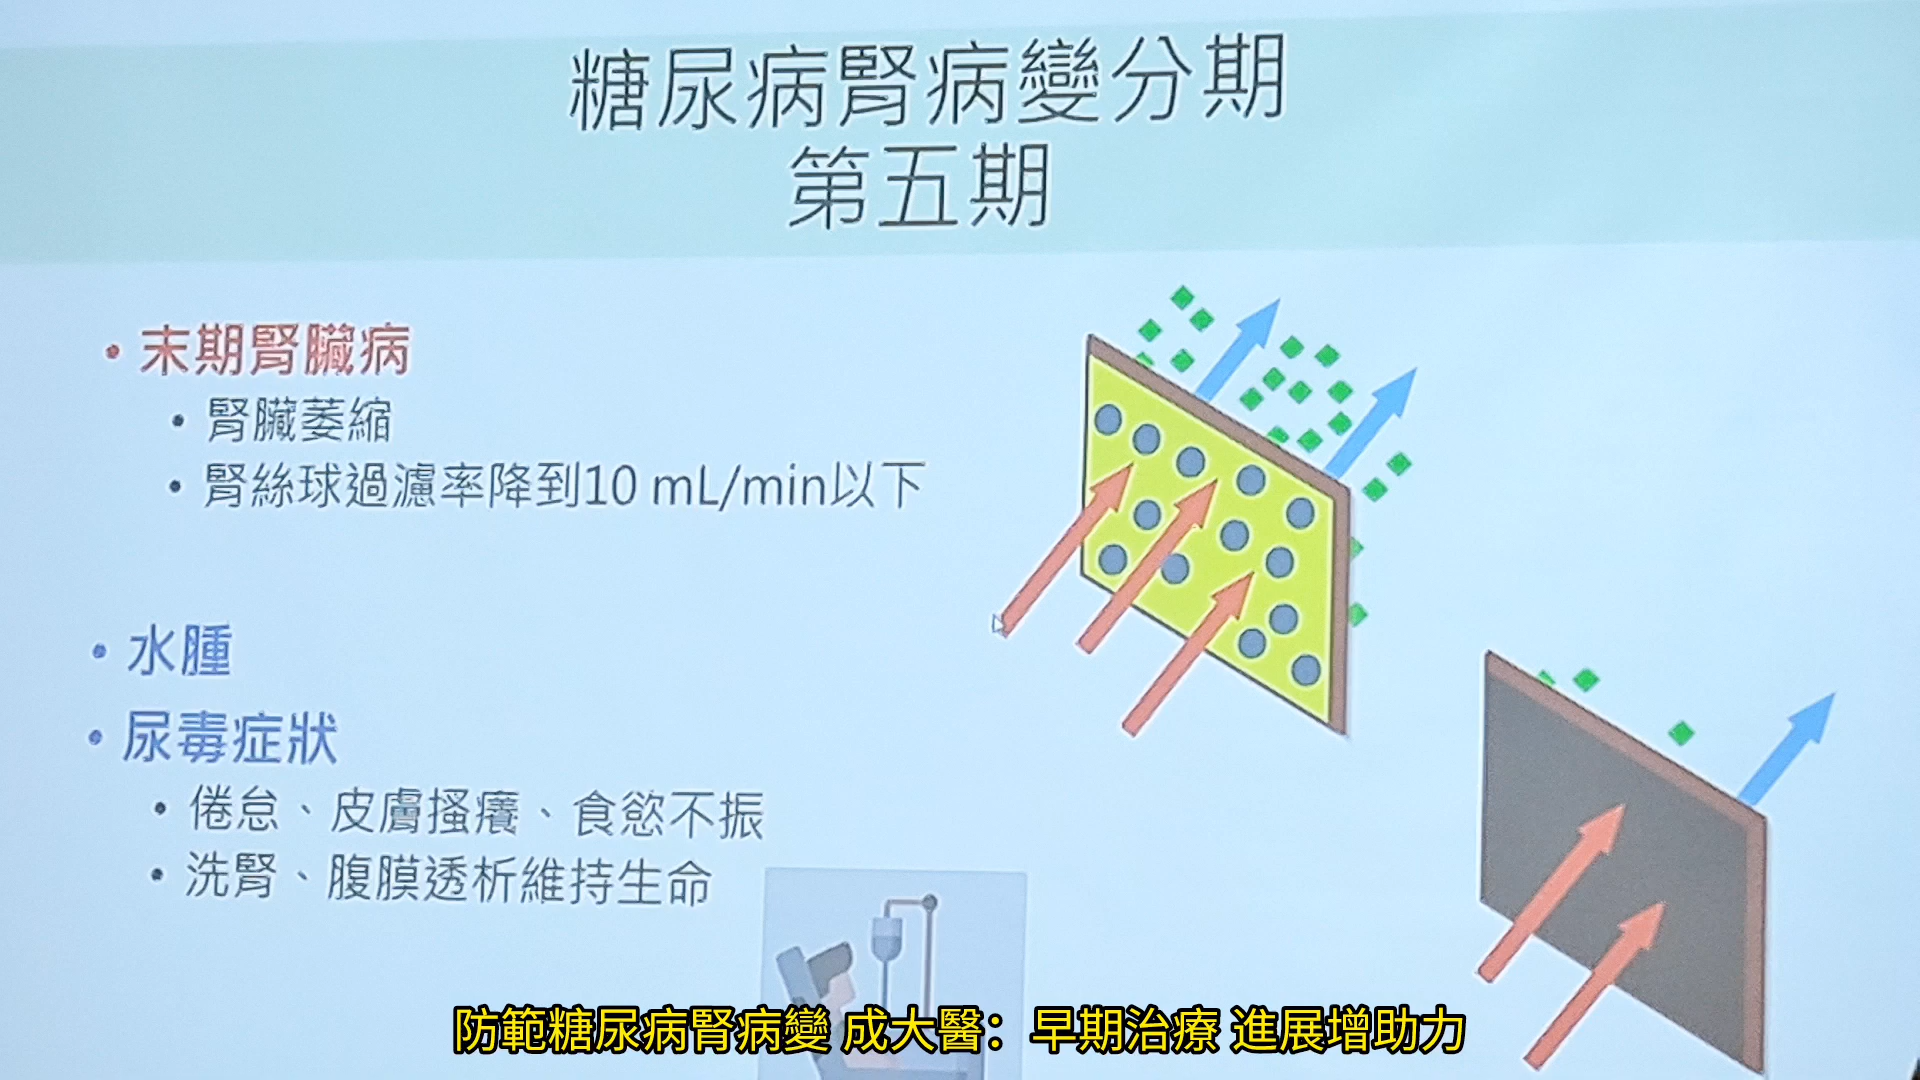 糖尿病腎病變分期
第五期
• 末期腎臟病
• 腎臟萎縮
• 腎絲球過濾率降到10 mL/min以下
• 水腫
• 尿毒症狀
• 倦怠、皮膚搔癢、食慾不振
• 洗腎、腹膜透析維持生命
防範糖尿病腎病變 成大醫：早期治療 進展增助力